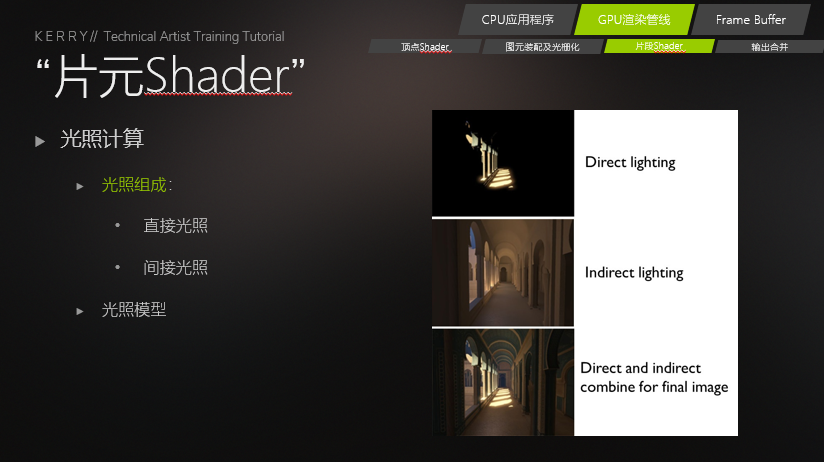 CPU应用程序
GPU渲染管线
Frame Buffer
KERRY// Technical Artist Training Tutorial
顶点Shader
图元装配及光栅化
片段Shader
输出合并
“片元Shader”
光照计算
光照组成：
直接光照
间接光照
光照模型
Direct lighting
Indirect lighting
Direct and indirect
combine for final image